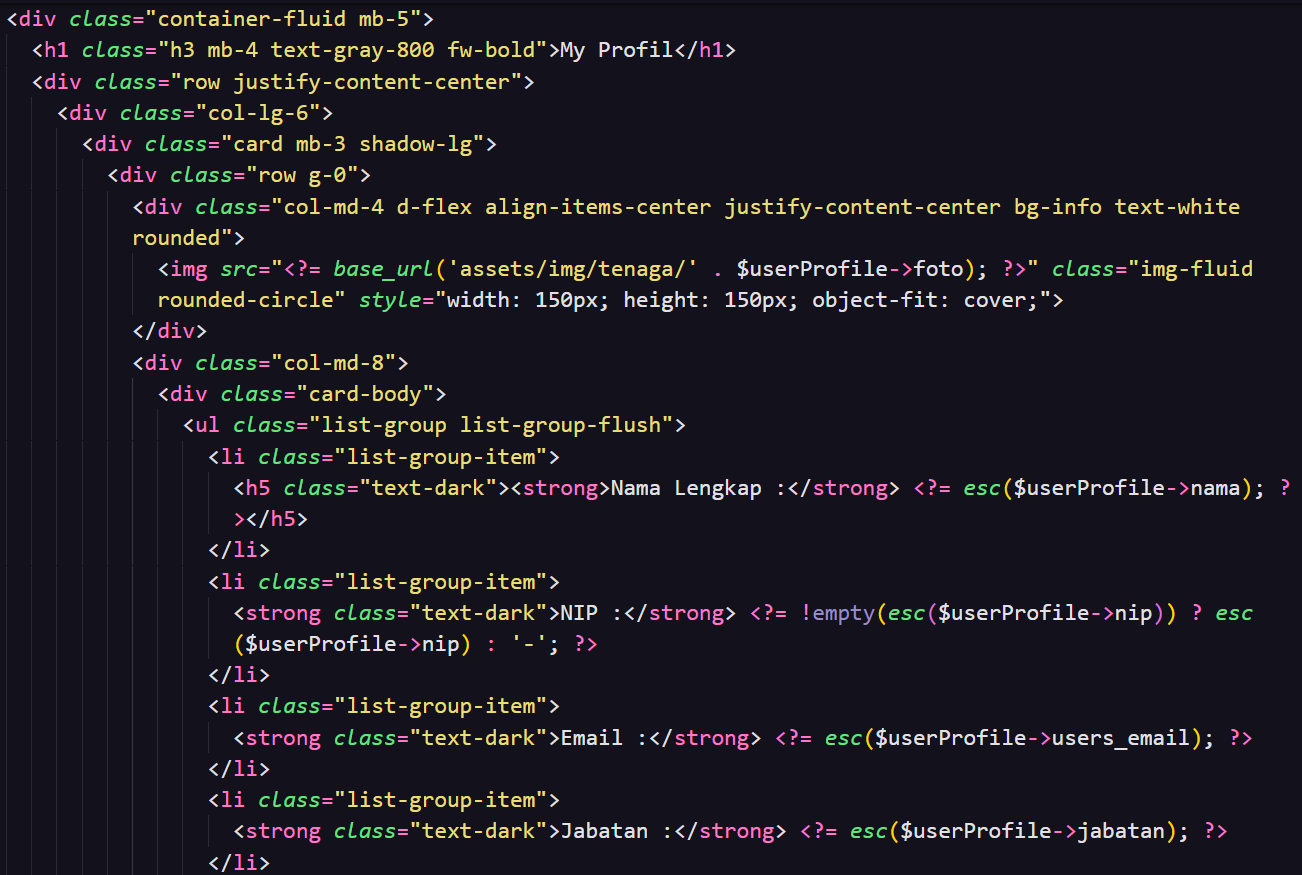 <div class="container-fluid mb-5">
<h1 class="h3 mb-4 text-gray-800 fw-bold">My Profil</h1>
<div class="row justify-content-center">
<div class="col-lg-6">
<div class="card mb-3 shadow-lg">
<div class="row g-0">
<div class="col-md-4 d-flex align-items-center justify-content-center bg-info text-white
rounded">
<img src="<?= base_url('assets/img/tenaga/' . $userProfile->foto); ?>" class="img-fluid
rounded-circle" style="width: 150px; height: 150px; object-fit: cover;">
</div>
<div class="col-md-8">
<div class="card-body">
<ul class="list-group list-group-flush">
<li class="list-group-item">
<h5 class="text-dark"><strong>Nama Lengkap :</strong> <?= esc($userProfile->nama); ?
></h5>
</li>
<li class="list-group-item">
<strong class="text-dark">NIP :</strong> <?= !empty(esc($userProfile->nip)) ? esc
($userProfile->nip) : '-'; ?>
</li>
<li class="list-group-item">
<strong class="text-dark">Email :</strong> <?= esc($userProfile->users_email); ?>
</li>
<li class="list-group-item">
<strong class="text-dark">Jabatan :</strong> <?= esc($userProfile->jabatan); ?>
</li>